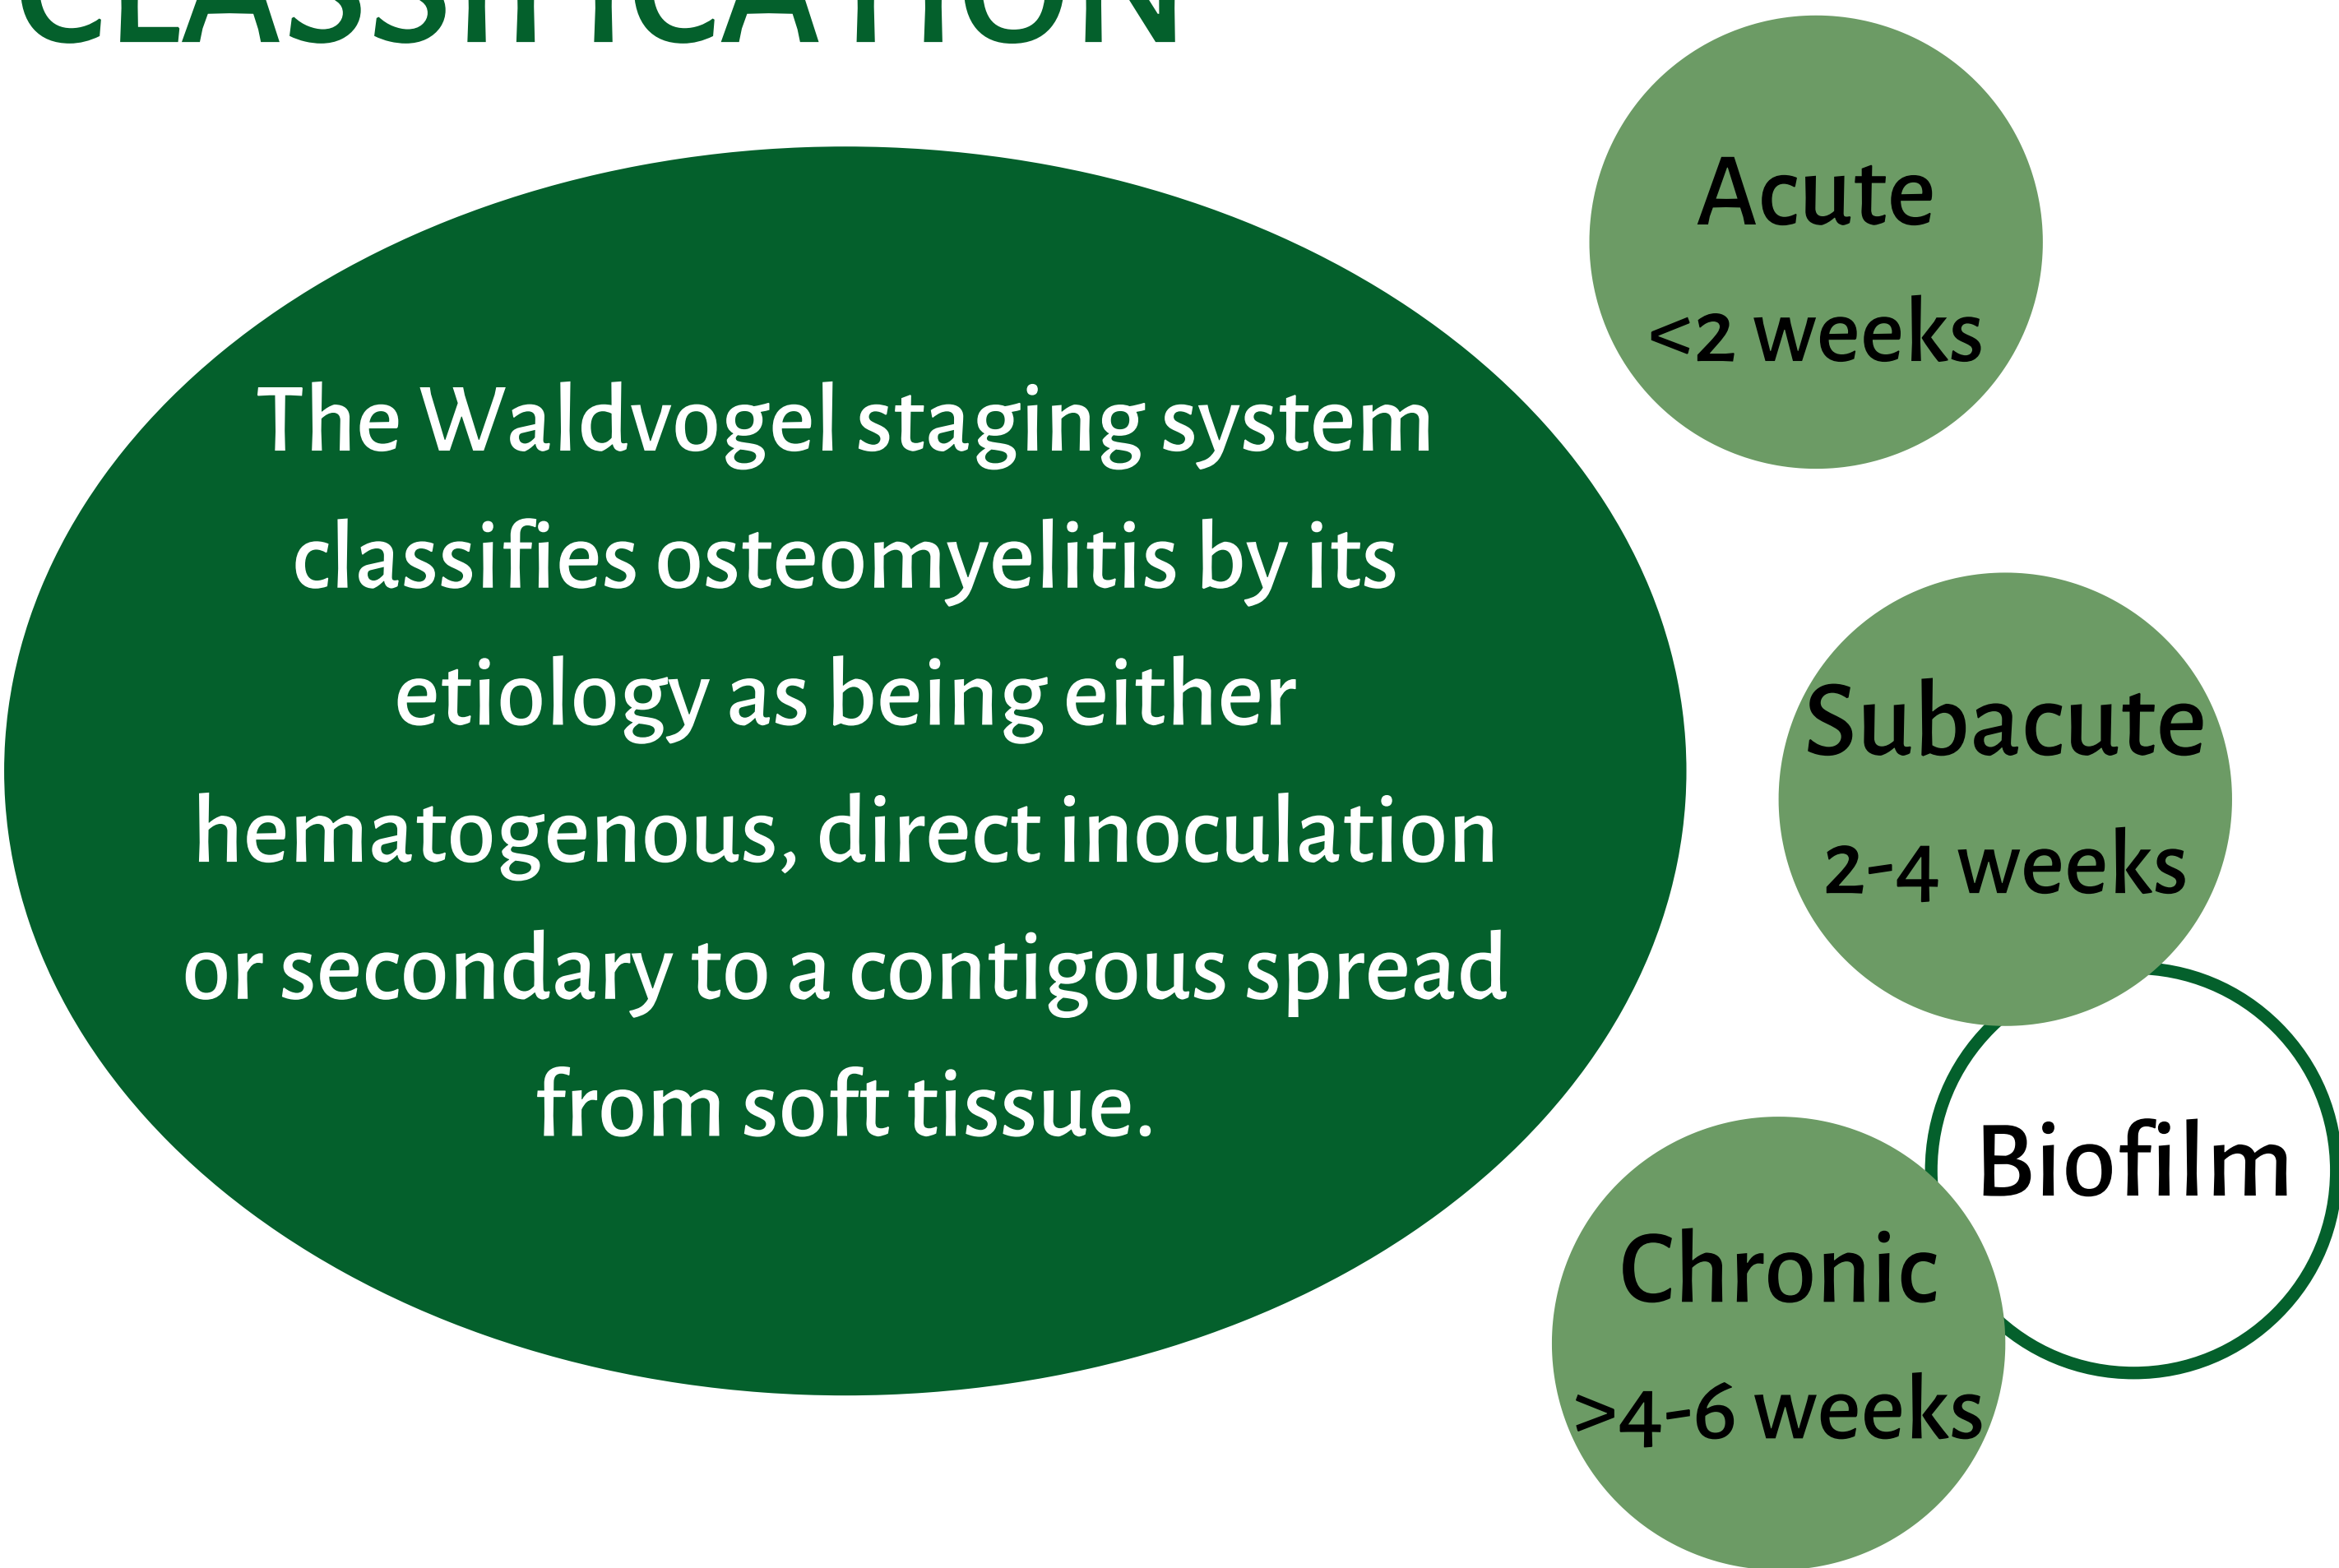 CLASSIFICATION
The Waldvogel staging system
classifies osteomyelitis by its
etiology as being either
hematogenous, direct inoculation
or secondary to a contigous spread
from soft tissue.
Acute
<2 weeks
Subacute
2-4 weeks
Biofilm
Chronic
>4-6 weeks